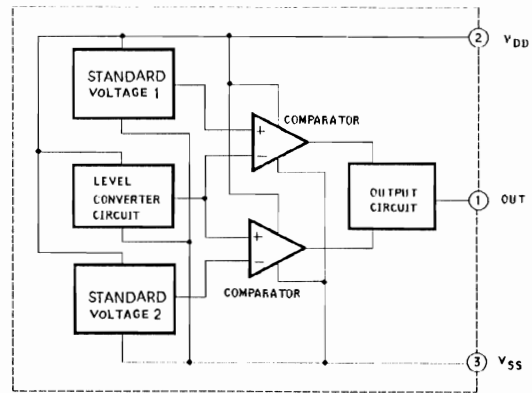 2 VDD
STANDARD
VOLTAGE 1
COMPARATOR
+
−
LEVEL
CONVERTER
CIRCUIT
OUTPUT
CIRCUIT
1 OUT
+
−
STANDARD
VOLTAGE 2
COMPARATOR
3 VSS